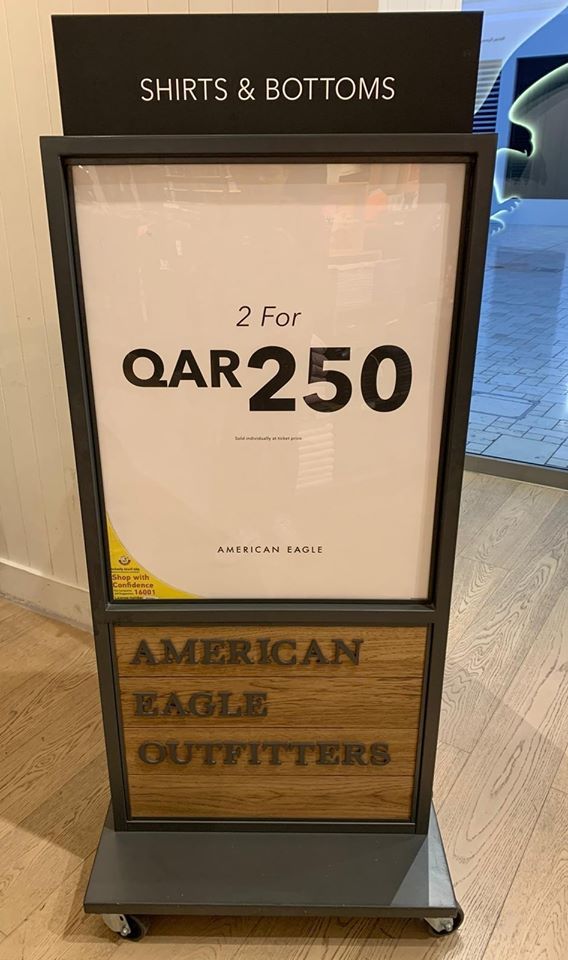 SHIRTS & BOTTOMS
2 For
QAR250
Sold individually at ticket price
AMERICAN EAGLE
Shop with
Confidence
16001
AMERICAN
EAGLE
OUTFITTERS